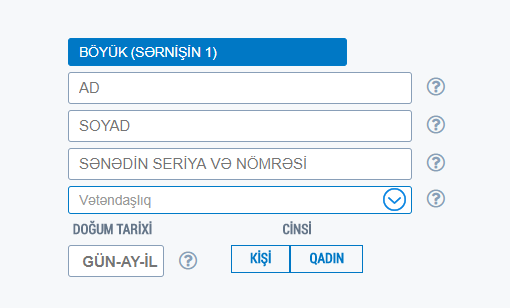 BÖYÜK (SƏRNİŞİN 1)
AD
SOYAD
SƏNƏDİN SERİYA VƏ NÖMRƏSİ
Vətəndaşlıq
DOĞUM TARİXİ CİNSİ
GÜN-AY-İL KİŞİ QADIN